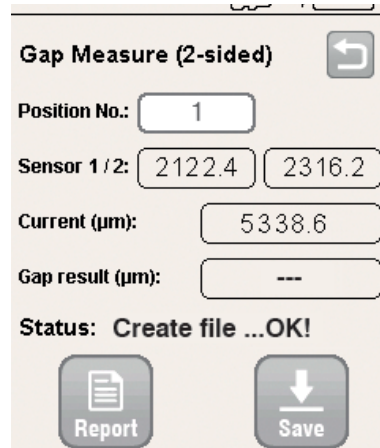 Gap Measure (2-sided)
Position No.: 1
Sensor 1 / 2: 2122.4 2316.2
Current (µm): 5338.6
Gap result (µm): ---
Status: Create file ...OK!
Report Save